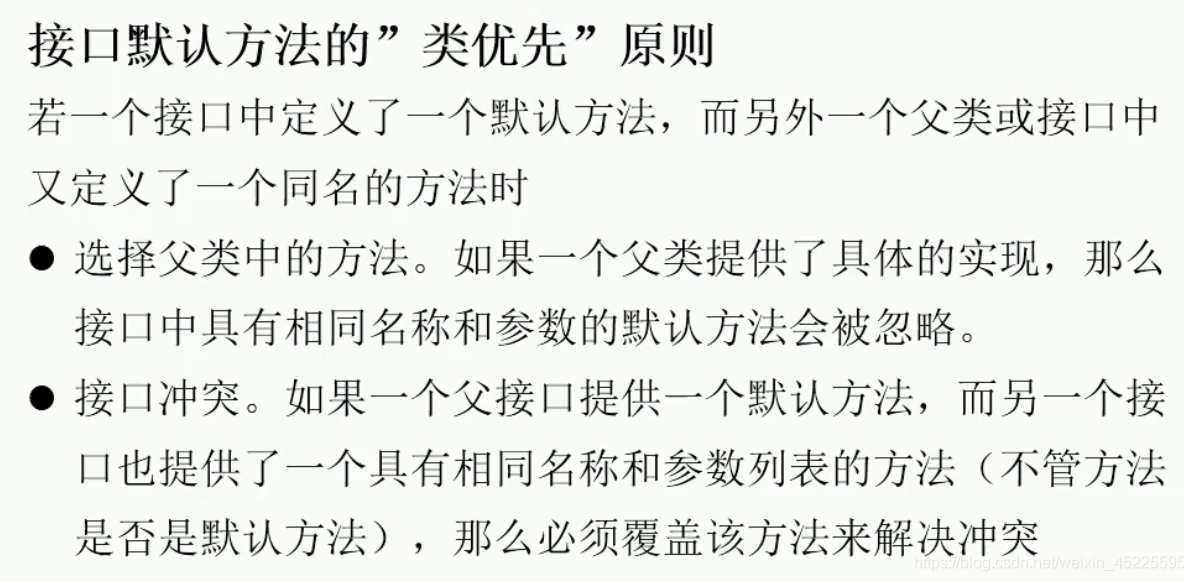 接口默认方法的”类优先”原则
若一个接口中定义了一个默认方法，而另外一个父类或接口中
又定义了一个同名的方法时
● 选择父类中的方法。如果一个父类提供了具体的实现，那么
接口中具有相同名称和参数的默认方法会被忽略。
● 接口冲突。如果一个父接口提供一个默认方法，而另一个接
口也提供了一个具有相同名称和参数列表的方法（不管方法
是否是默认方法），那么必须覆盖该方法来解决冲突
https://blog.csdn.net/weixin_45225595